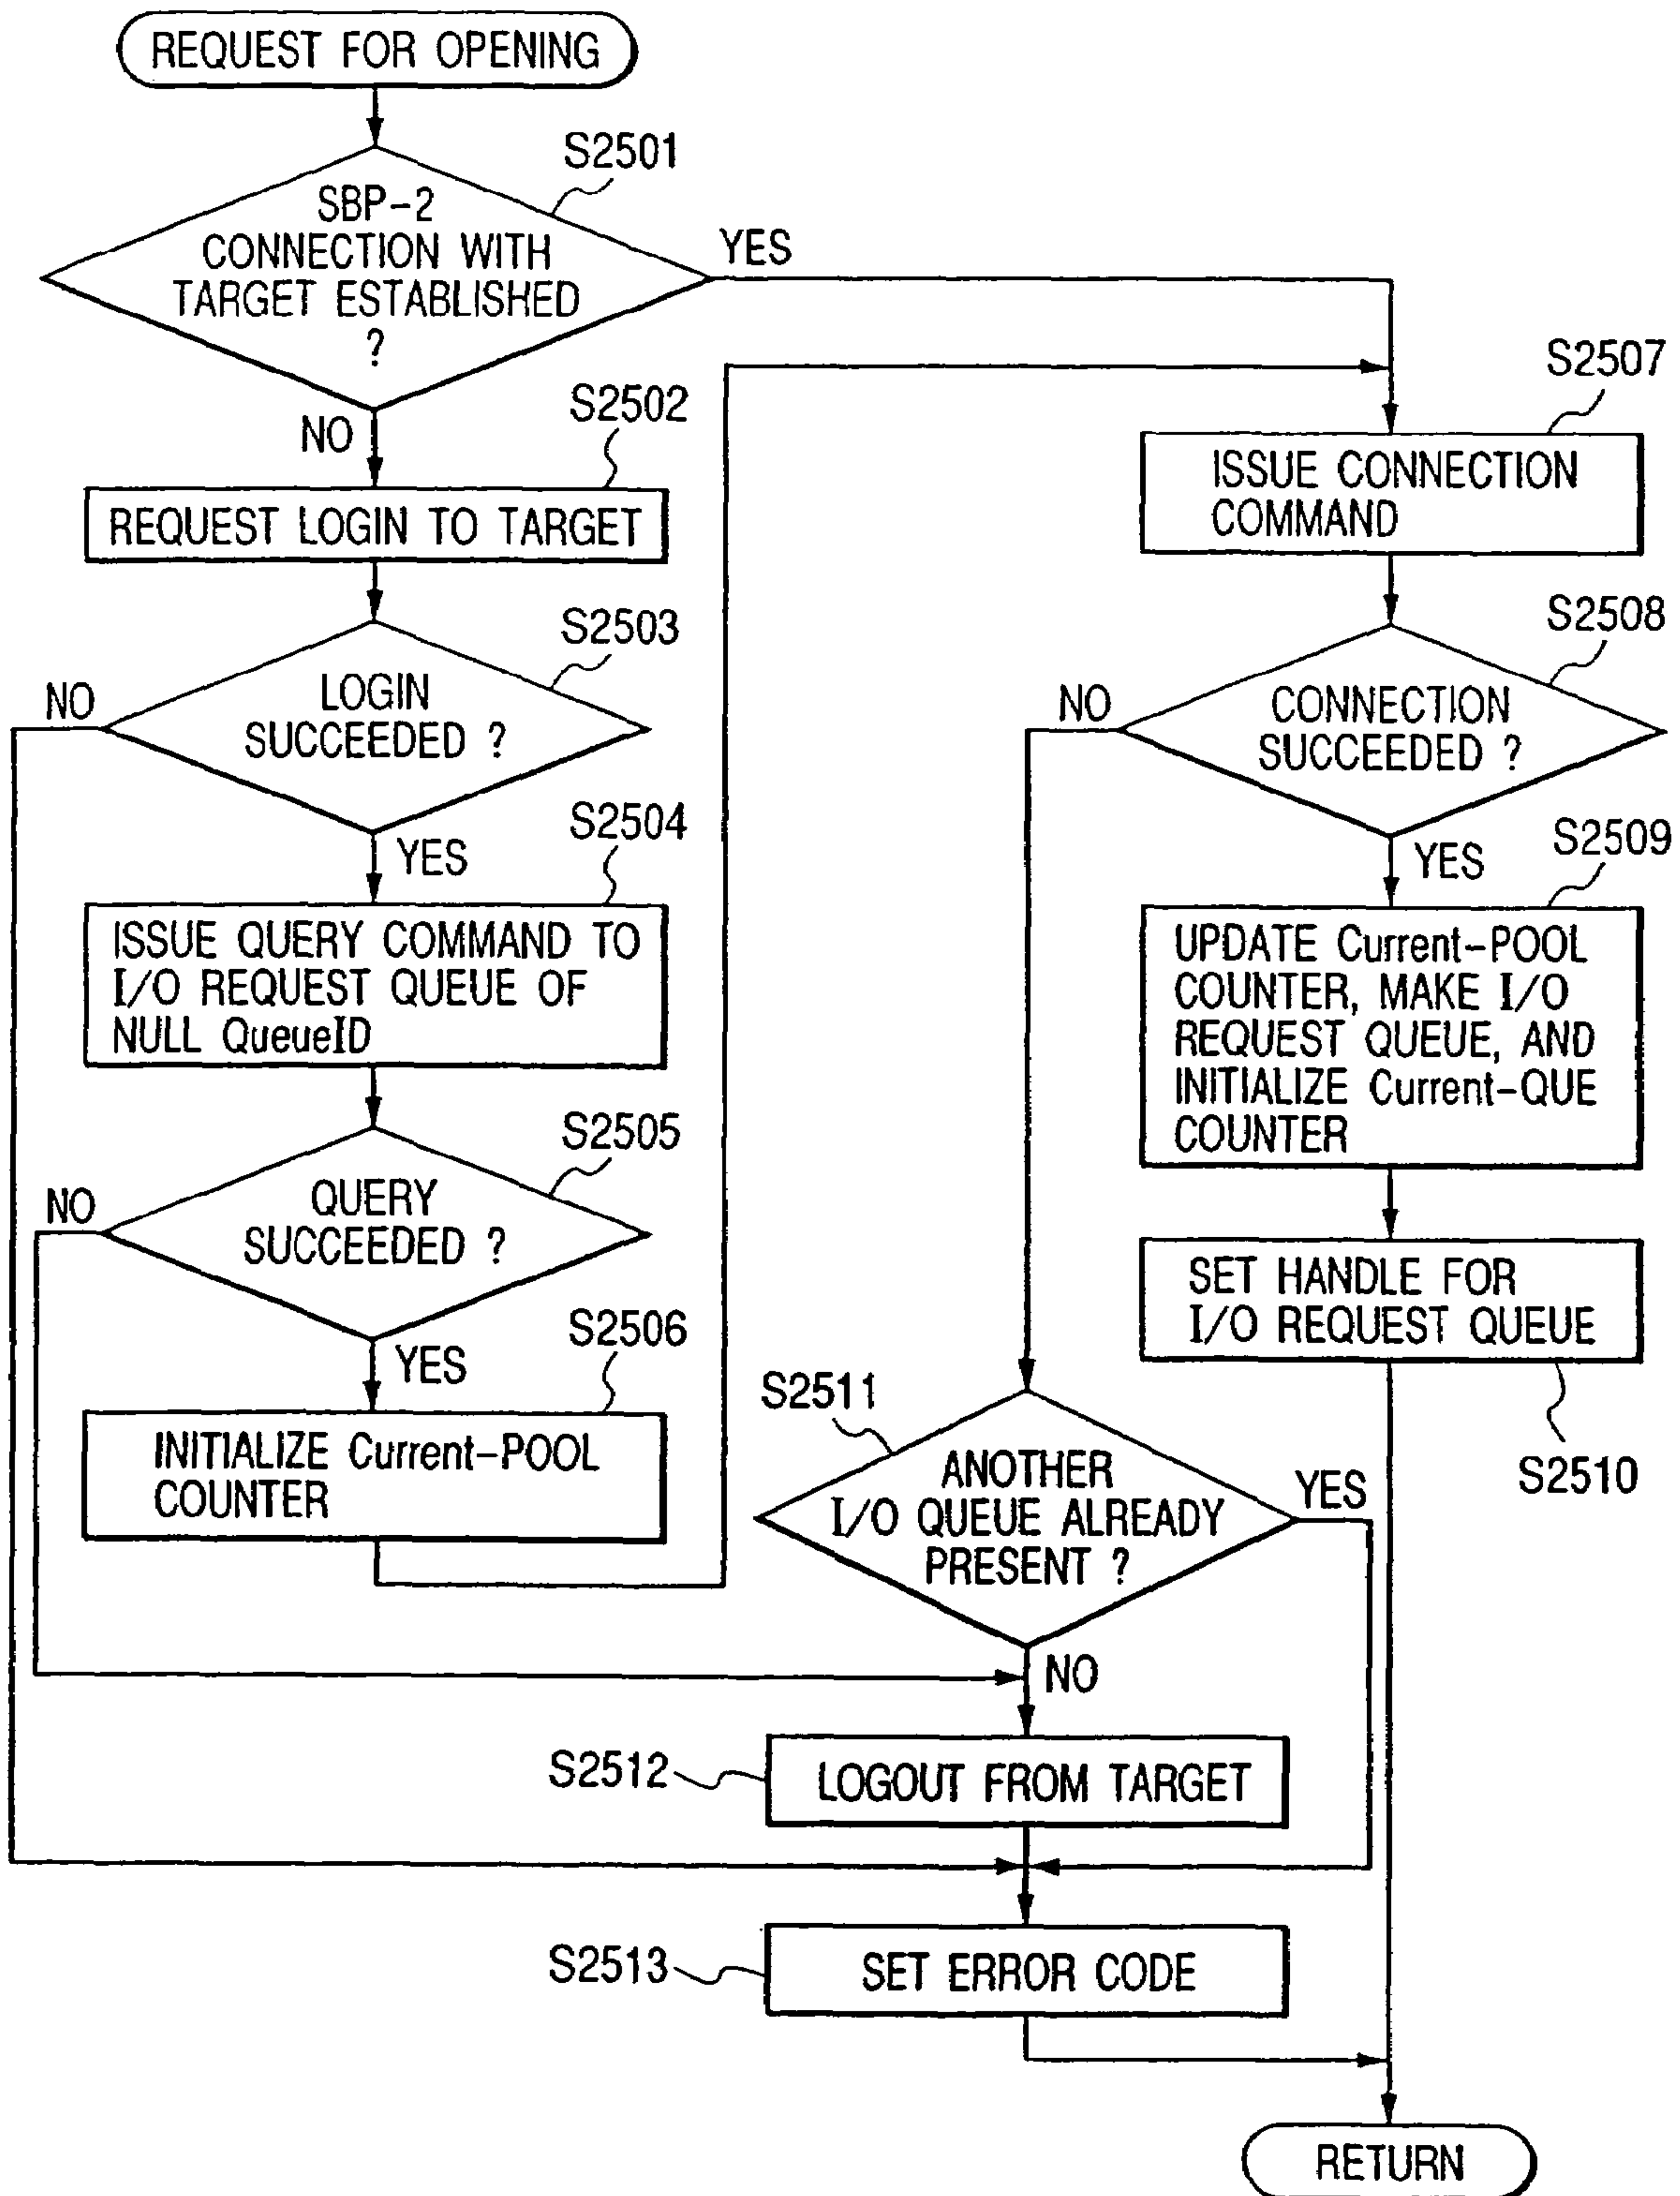 REQUEST FOR OPENING
S2501
SBP-2
CONNECTION WITH
TARGET ESTABLISHED
?
YES
NO
S2502
REQUEST LOGIN TO TARGET
S2503
LOGIN
SUCCEEDED ?
NO
YES
S2504
ISSUE QUERY COMMAND TO
I/O REQUEST QUEUE OF
NULL QueueID
S2505
QUERY
SUCCEEDED ?
NO
YES
S2506
INITIALIZE Current-POOL
COUNTER
S2507
ISSUE CONNECTION
COMMAND
S2508
CONNECTION
SUCCEEDED ?
NO
YES
S2509
UPDATE Current-POOL
COUNTER, MAKE I/O
REQUEST QUEUE, AND
INITIALIZE Current-QUE
COUNTER
SET HANDLE FOR
I/O REQUEST QUEUE
S2510
S2511
ANOTHER
I/O QUEUE ALREADY
PRESENT ?
YES
NO
S2512
LOGOUT FROM TARGET
S2513
SET ERROR CODE
RETURN